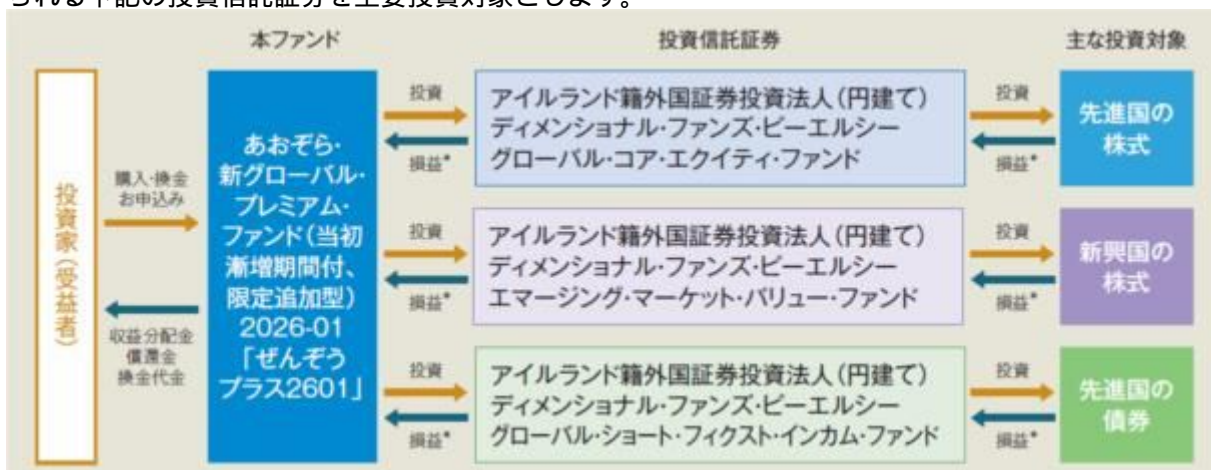 られる下記の投資信託証券を主要投資対象とします。
本ファンド
投資信託証券
主な投資対象
投資家(受益者)
購入・換金
お申込み
収益分配金
償還金
換金代金
あおぞら・
新グローバル・
プレミアム・
ファンド(当初
漸増期間付、
限定追加型)
2026-01
「ぜんぞう
プラス2601」
投資
損益*
アイルランド籍外国証券投資法人(円建て)
ディメンショナル・ファンズ・ピーエルシー
グローバル・コア・エクイティ・ファンド
投資
損益*
先進国の
株式
投資
損益*
アイルランド籍外国証券投資法人(円建て)
ディメンショナル・ファンズ・ピーエルシー
エマージング・マーケット・バリュー・ファンド
投資
損益*
新興国の
株式
投資
損益*
アイルランド籍外国証券投資法人(円建て)
ディメンショナル・ファンズ・ピーエルシー
グローバル・ショート・フィクスト・インカム・ファンド
投資
損益*
先進国の
債券